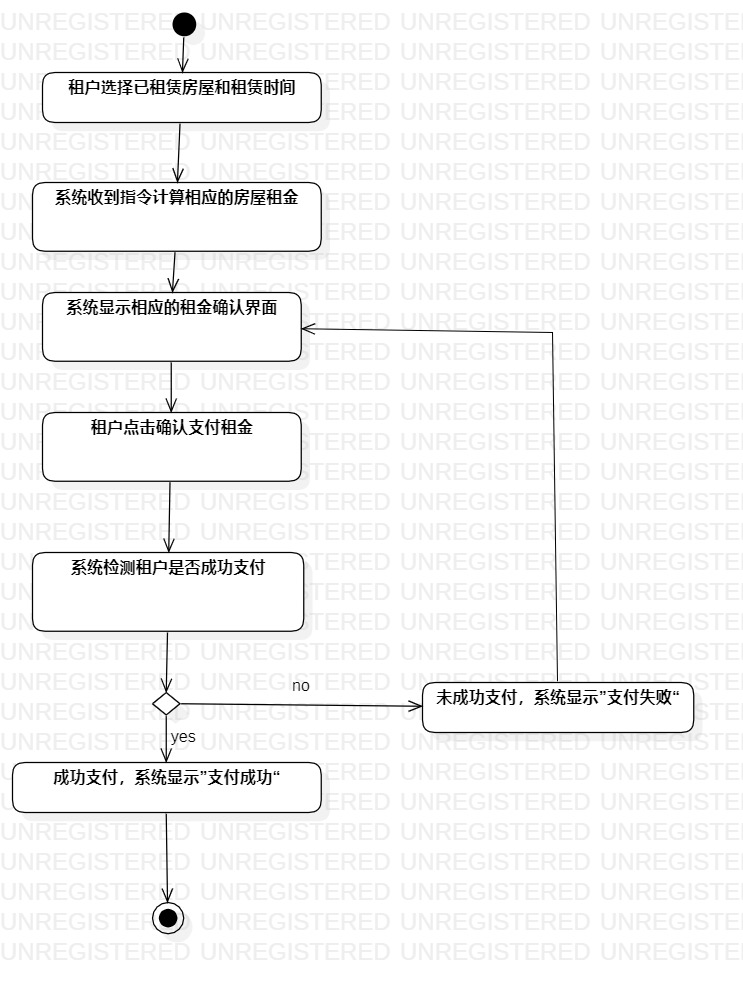 租户选择已租赁房屋和租赁时间
系统收到指令计算相应的房屋租金
系统显示相应的租金确认界面
租户点击确认支付租金
系统检测租户是否成功支付
no
未成功支付，系统显示”支付失败“
yes
成功支付，系统显示”支付成功“
UNREGISTERED